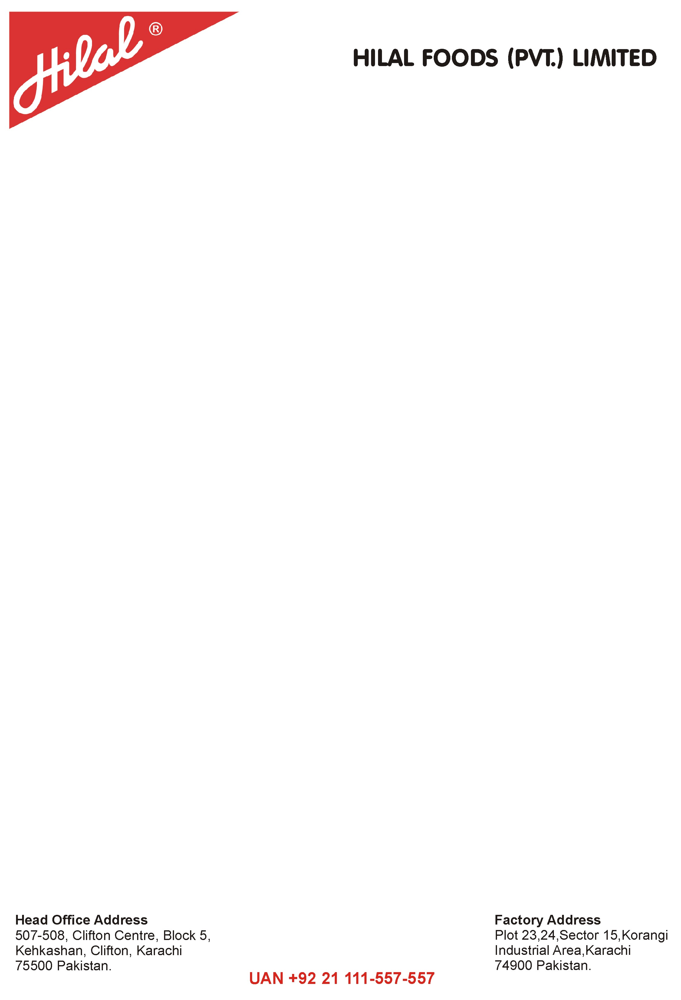 Hilal ®
HILAL FOODS (PVT.) LIMITED
Head Office Address
507-508, Clifton Centre, Block 5,
Kehkashan, Clifton, Karachi
75500 Pakistan.
UAN +92 21 111-557-557
Factory Address
Plot 23,24,Sector 15,Korangi
Industrial Area,Karachi
74900 Pakistan.